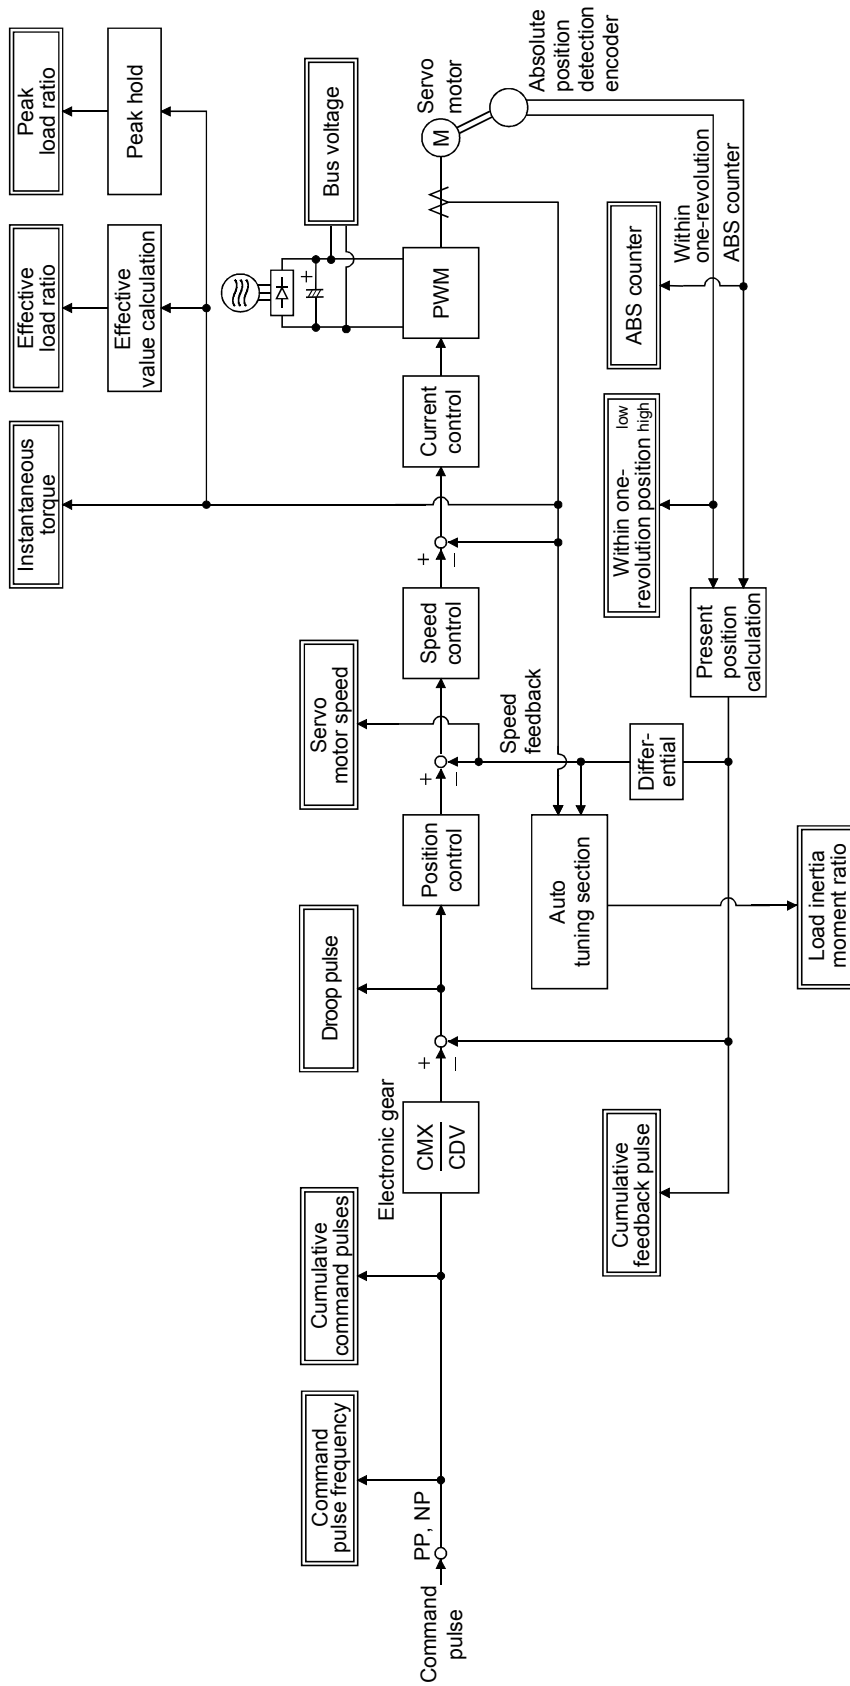 Instantaneous
torque
Effective
load ratio
Peak
load ratio
Effective
value calculation
Peak hold
Command
pulse frequency
Cumulative
command pulses
Droop pulse
Servo
motor speed
Bus voltage
Command
pulse
PP, NP
Electronic gear
CMX
CDV
+
−
Position
control
+
−
Speed
control
+
−
Current
control
PWM
+
M
Servo
motor
Absolute
position
detection
encoder
Speed
feedback
Auto
tuning section
Differ-
ential
Cumulative
feedback pulse
Within one-
revolution position
low
high
ABS counter
Within
one-revolution
ABS counter
Present
position
calculation
Load inertia
moment ratio